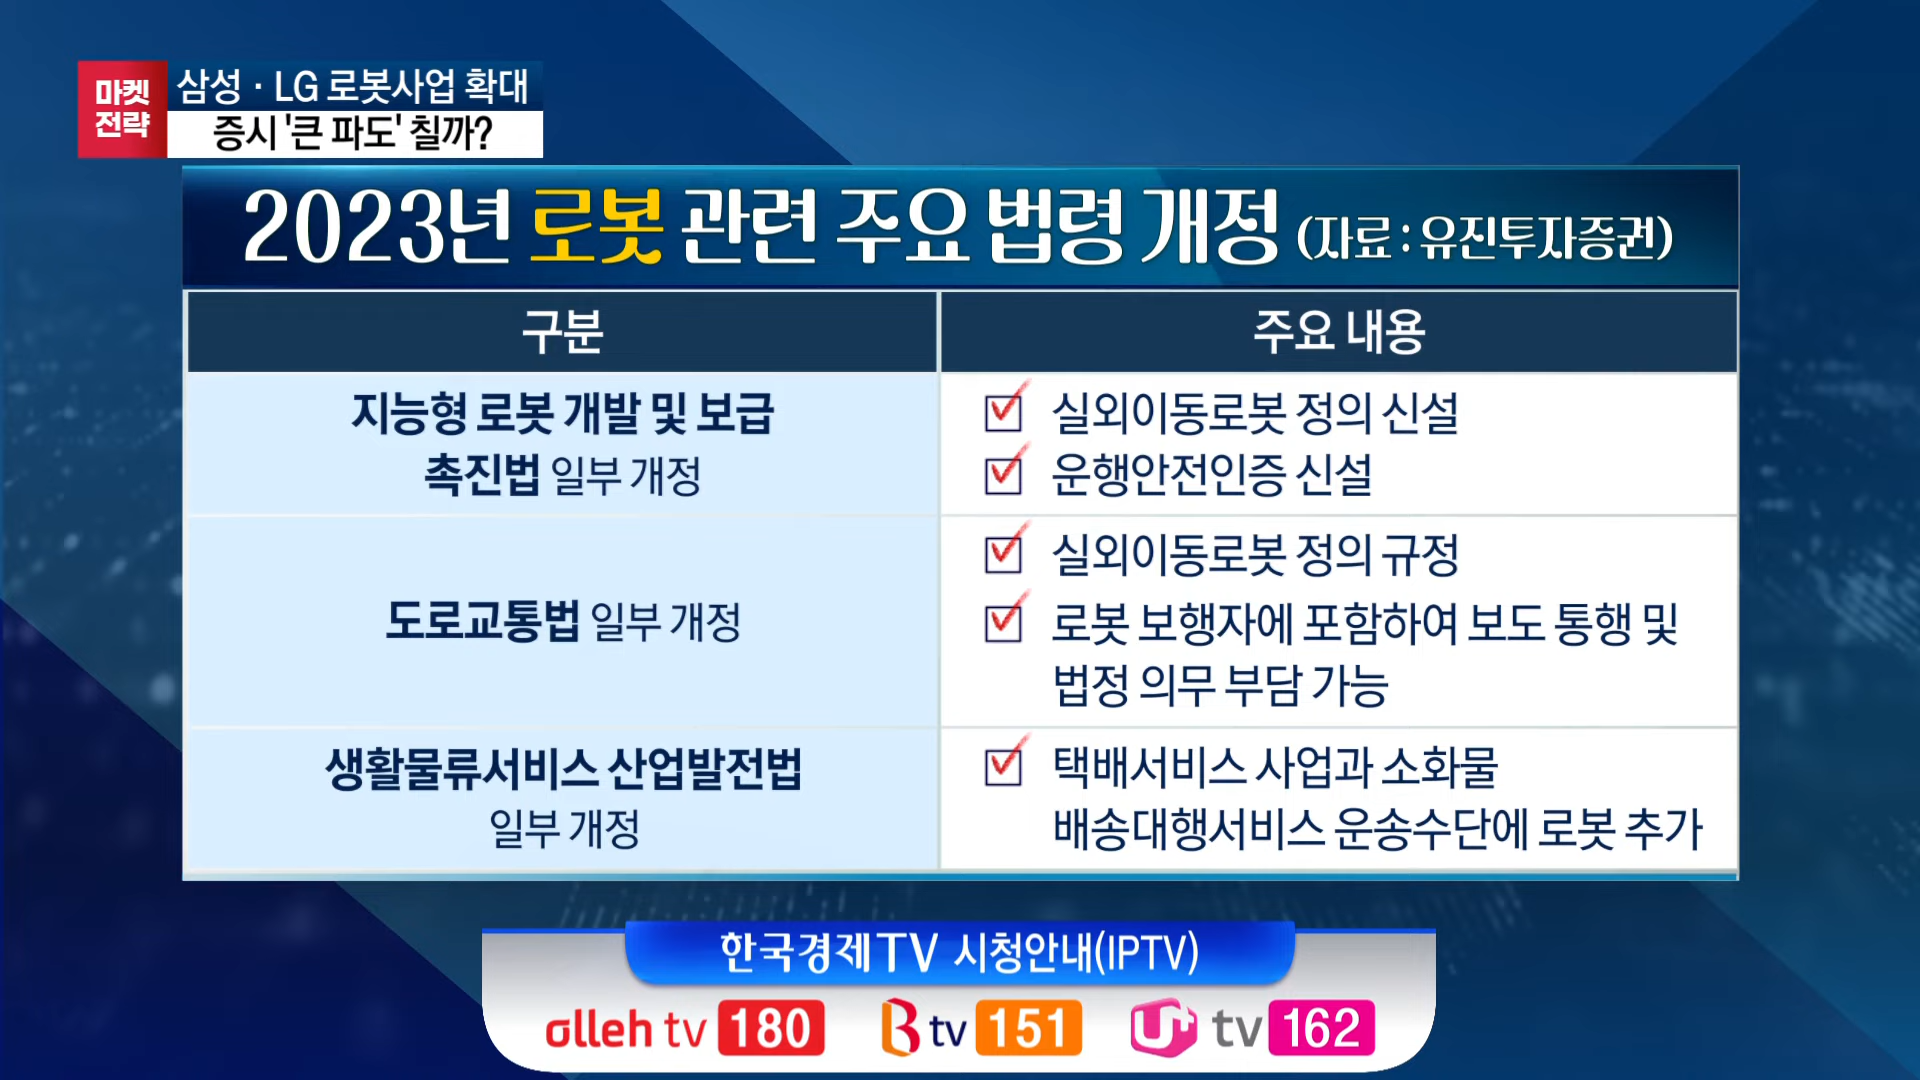 마켓
전략
삼성·LG 로봇사업 확대
증시 '큰 파도' 칠까?
2023년 로봇 관련 주요 법령 개정 (자료 : 유진투자증권)
구분
주요 내용
지능형 로봇 개발 및 보급
촉진법 일부 개정
실외이동로봇 정의 신설
운행안전인증 신설
도로교통법 일부 개정
실외이동로봇 정의 규정
로봇 보행자에 포함하여 보도 통행 및
법정 의무 부담 가능
생활물류서비스 산업발전법
일부 개정
택배서비스 사업과 소화물
배송대행서비스 운송수단에 로봇 추가
한국경제TV 시청안내(IPTV)
olleh tv 180
B tv 151
U+ tv 162